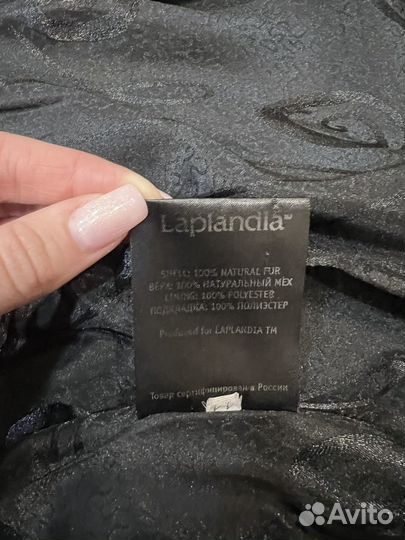 Laplandia™
SHELL: 100% NATURAL FUR
ВЕРХ: 100% НАТУРАЛЬНЫЙ МЕХ
LINING: 100% POLYESTER
ПОДКЛАДКА: 100% ПОЛИЭСТЕР
Produced for LAPLANDIA TM
Товар сертифицирован в России
Avito